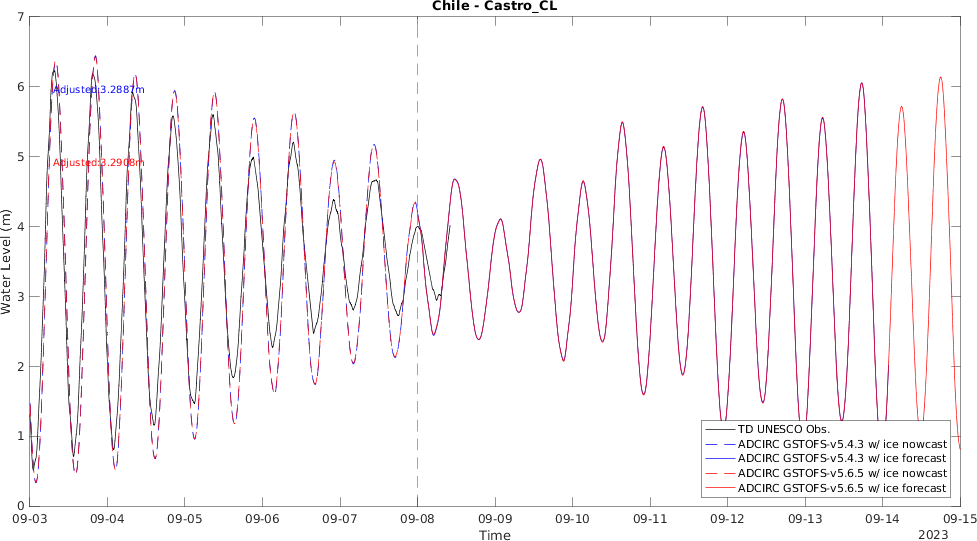 Chile - Castro_CL
7
6
5
4
3
2
1
0
Water Level (m)
Adjusted:3.2887m
Adjusted:3.2908m
TD UNESCO Obs.
ADCIRC GSTOFS-v5.4.3 w/ ice nowcast
ADCIRC GSTOFS-v5.4.3 w/ ice forecast
ADCIRC GSTOFS-v5.6.5 w/ ice nowcast
ADCIRC GSTOFS-v5.6.5 w/ ice forecast
09-03 09-04 09-05 09-06 09-07 09-08 09-09 09-10 09-11 09-12 09-13 09-14 09-15
Time
2023